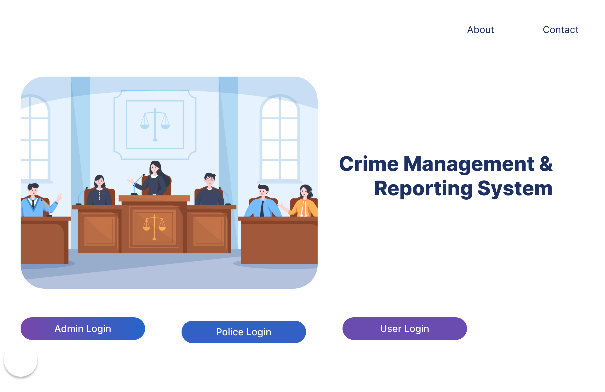 About
Contact
Crime Management &
Reporting System
Admin Login
Police Login
User Login